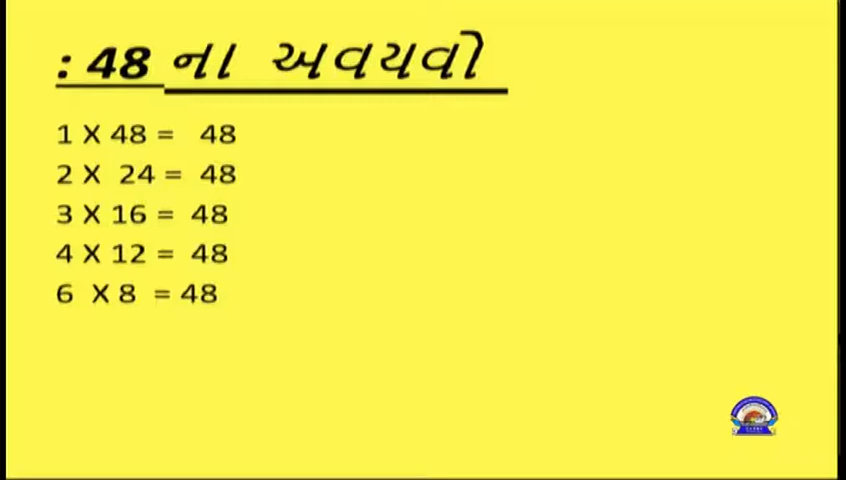 : 48 ના અવયવો
1 X 48 = 48
2 X 24 = 48
3 X 16 = 48
4 X 12 = 48
6 X 8 = 48